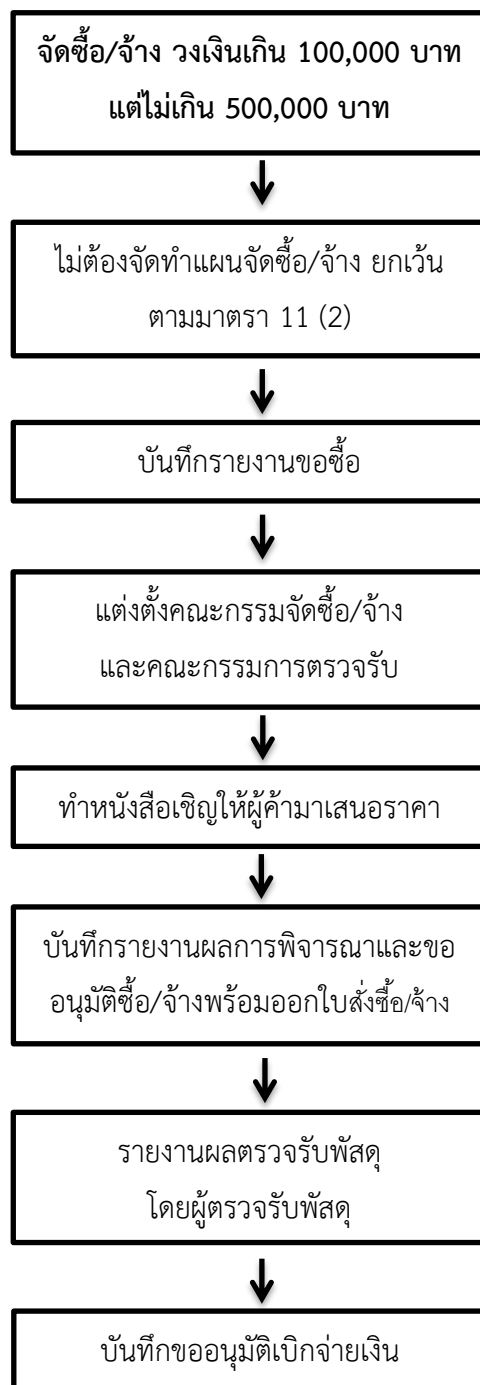 จัดซื้อ/จ้าง วงเงินเกิน 100,000 บาท
แต่ไม่เกิน 500,000 บาท
ไม่ต้องจัดทำแผนจัดซื้อ/จ้าง ยกเว้น
ตามมาตรา 11 (2)
บันทึกรายงานขอซื้อ
แต่งตั้งคณะกรรมจัดซื้อ/จ้าง
และคณะกรรมการตรวจรับ
ทำหนังสือเชิญให้ผู้ค้ามาเสนอราคา
บันทึกรายงานผลการพิจารณาและขอ
อนุมัติซื้อ/จ้างพร้อมออกใบสั่งซื้อ/จ้าง
รายงานผลตรวจรับพัสดุ
โดยผู้ตรวจรับพัสดุ
บันทึกขออนุมัติเบิกจ่ายเงิน